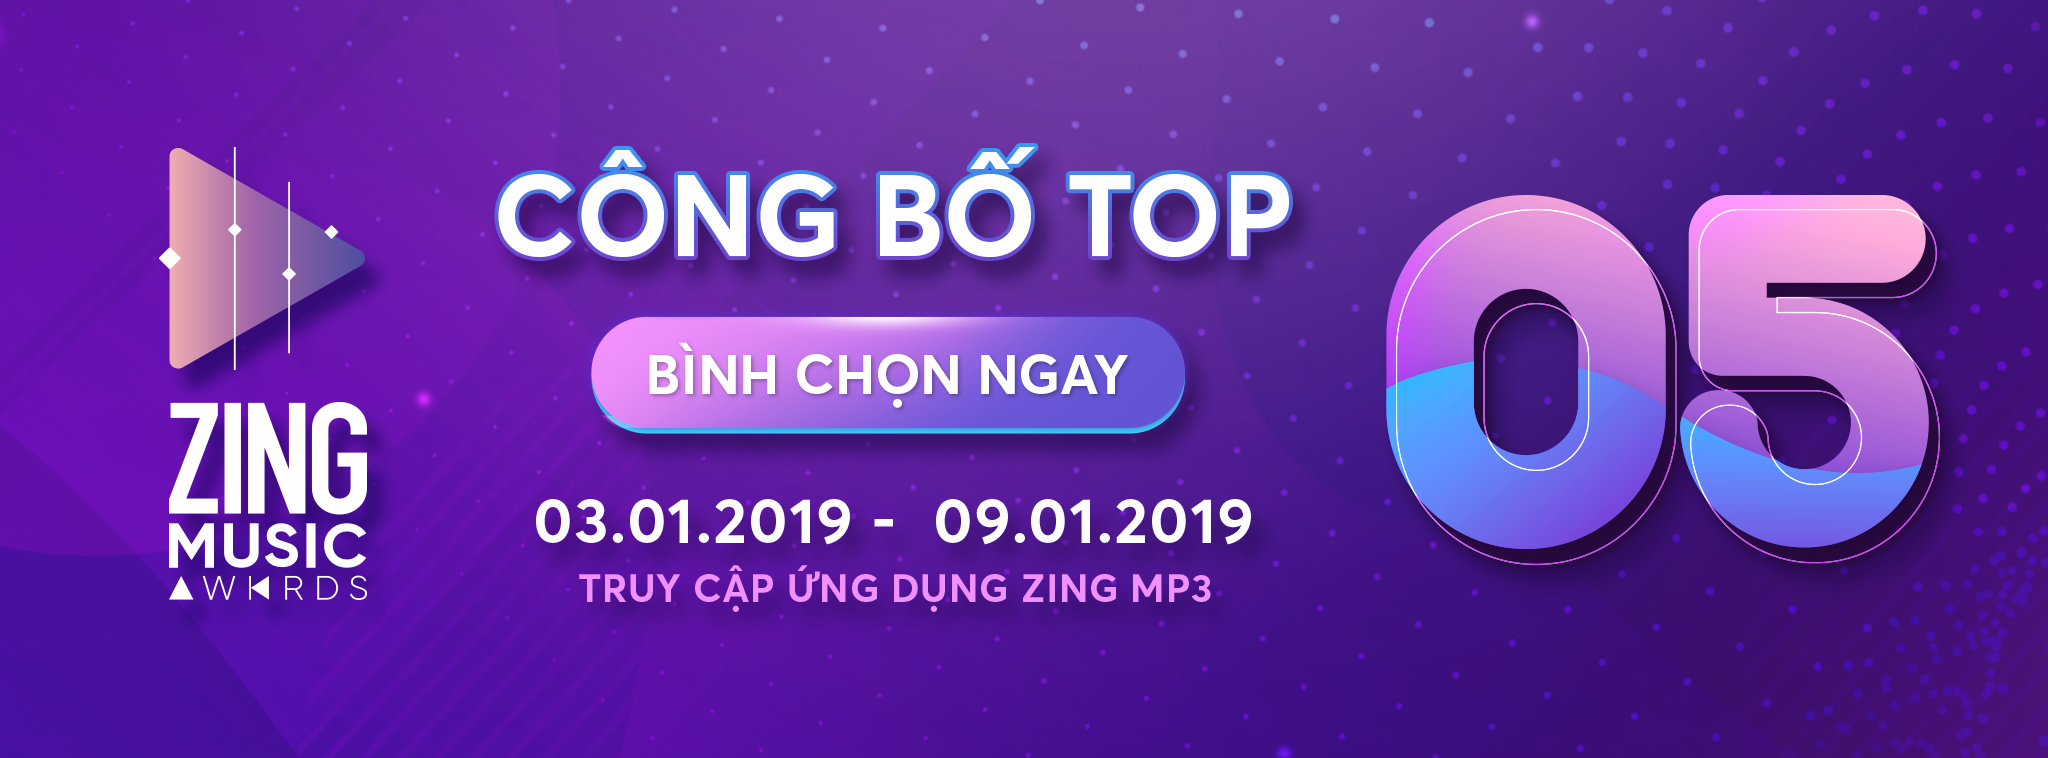 ZING
MUSIC
AWARDS
CÔNG BỐ TOP
05
BÌNH CHỌN NGAY
03.01.2019 - 09.01.2019
TRUY CẬP ỨNG DỤNG ZING MP3